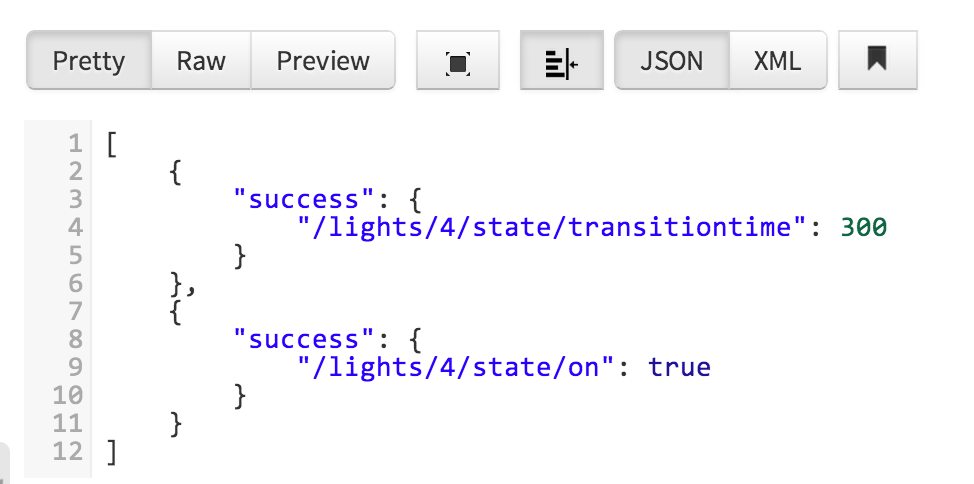 Pretty Raw Preview JSON XML
1 [
2     {
3         "success": {
4             "/lights/4/state/transitiontime": 300
5         }
6     },
7     {
8         "success": {
9             "/lights/4/state/on": true
10         }
11     }
12 ]